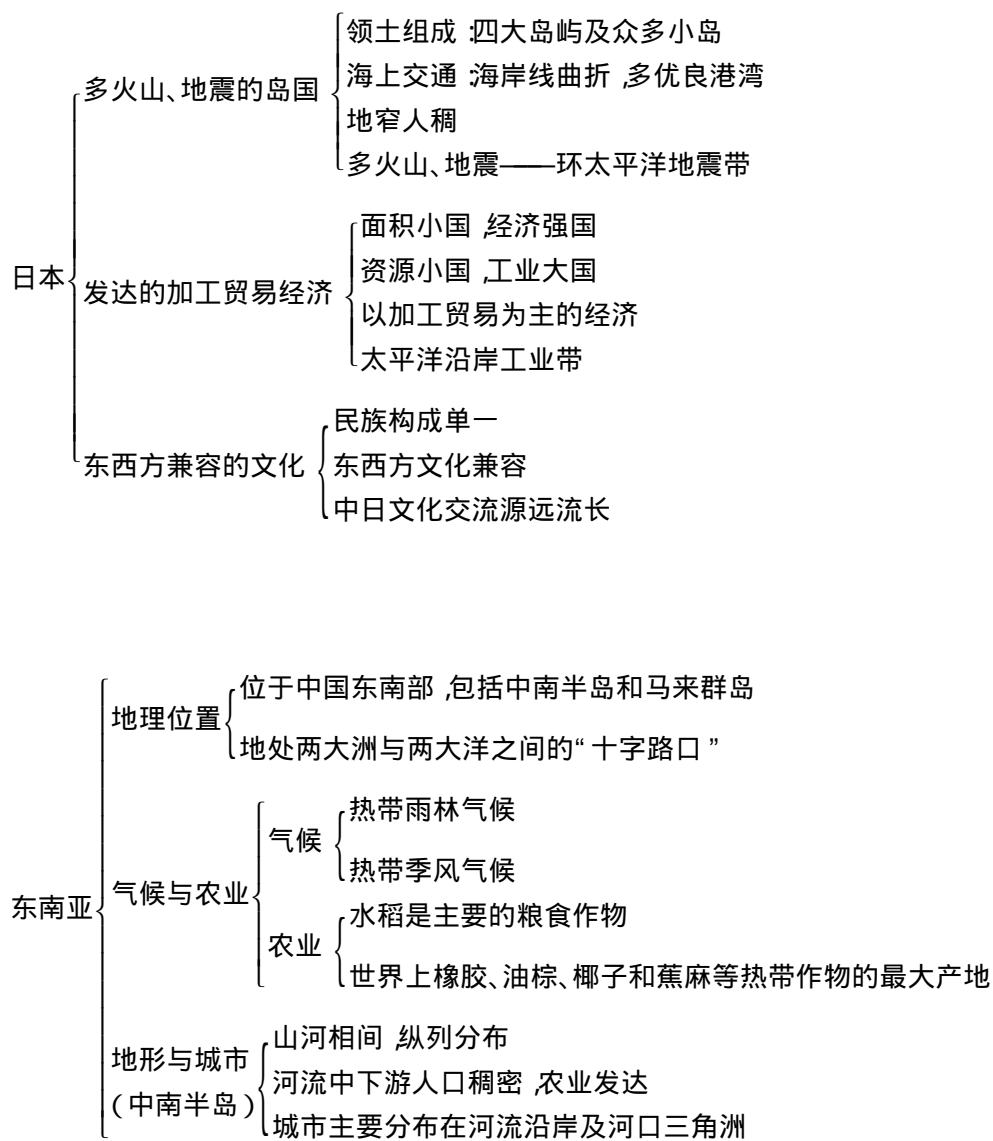 领土组成:四大岛屿及众多小岛
海上交通:海岸线曲折,多优良港湾
多火山、地震的岛国
地窄人稠
多火山、地震——环太平洋地震带
面积小国,经济强国
资源小国,工业大国
日本
发达的加工贸易经济
以加工贸易为主的经济
太平洋沿岸工业带
民族构成单一
东西方兼容的文化
东西方文化兼容
中日文化交流源远流长
位于中国东南部,包括中南半岛和马来群岛
地理位置
地处两大洲与两大洋之间的“十字路口”
热带雨林气候
气候
热带季风气候
东南亚
气候与农业
水稻是主要的粮食作物
农业
世界上橡胶、油棕、椰子和蕉麻等热带作物的最大产地
山河相间,纵列分布
地形与城市
(中南半岛)
河流中下游人口稠密,农业发达
城市主要分布在河流沿岸及河口三角洲